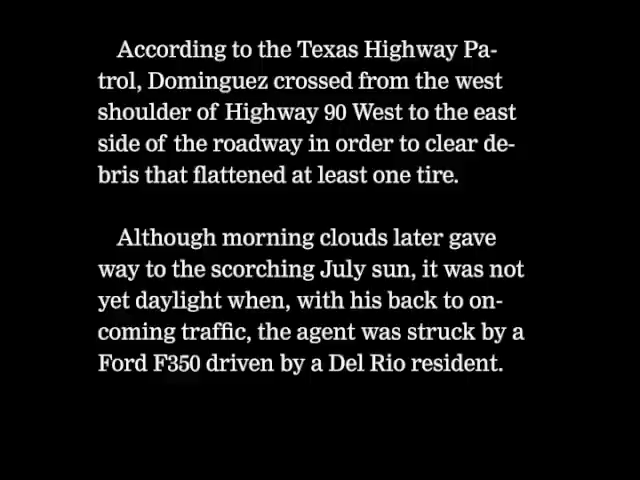 According to the Texas Highway Pa-
trol, Dominguez crossed from the west
shoulder of Highway 90 West to the east
side of the roadway in order to clear de-
bris that flattened at least one tire.
Although morning clouds later gave
way to the scorching July sun, it was not
yet daylight when, with his back to on-
coming traffic, the agent was struck by a
Ford F350 driven by a Del Rio resident.